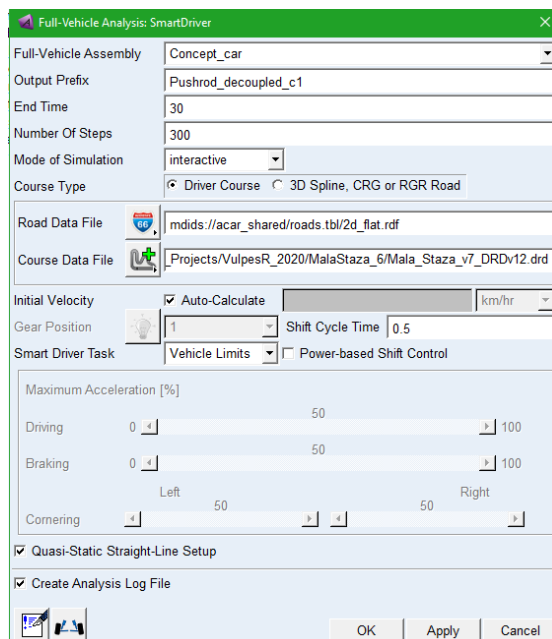 Full-Vehicle Analysis: SmartDriver
Full-Vehicle Assembly Concept_car
Output Prefix Pushrod_decoupled_c1
End Time 30
Number Of Steps 300
Mode of Simulation interactive
Course Type Driver Course 3D Spline, CRG or RGR Road
Road Data File 66 mdids://acar_shared/roads.tbl/2d_flat.rdf
Course Data File _Projects/VulpesR_2020/MalaStaza_6/Mala_Staza_v7_DRDv12.drd
Initial Velocity Auto-Calculate km/hr
Gear Position 1 Shift Cycle Time 0.5
Smart Driver Task Vehicle Limits Power-based Shift Control
Maximum Acceleration [%]
50
Driving 0 100
50
Braking 0 100
Left Right
50 50
Cornering
Quasi-Static Straight-Line Setup
Create Analysis Log File
OK Apply Cancel